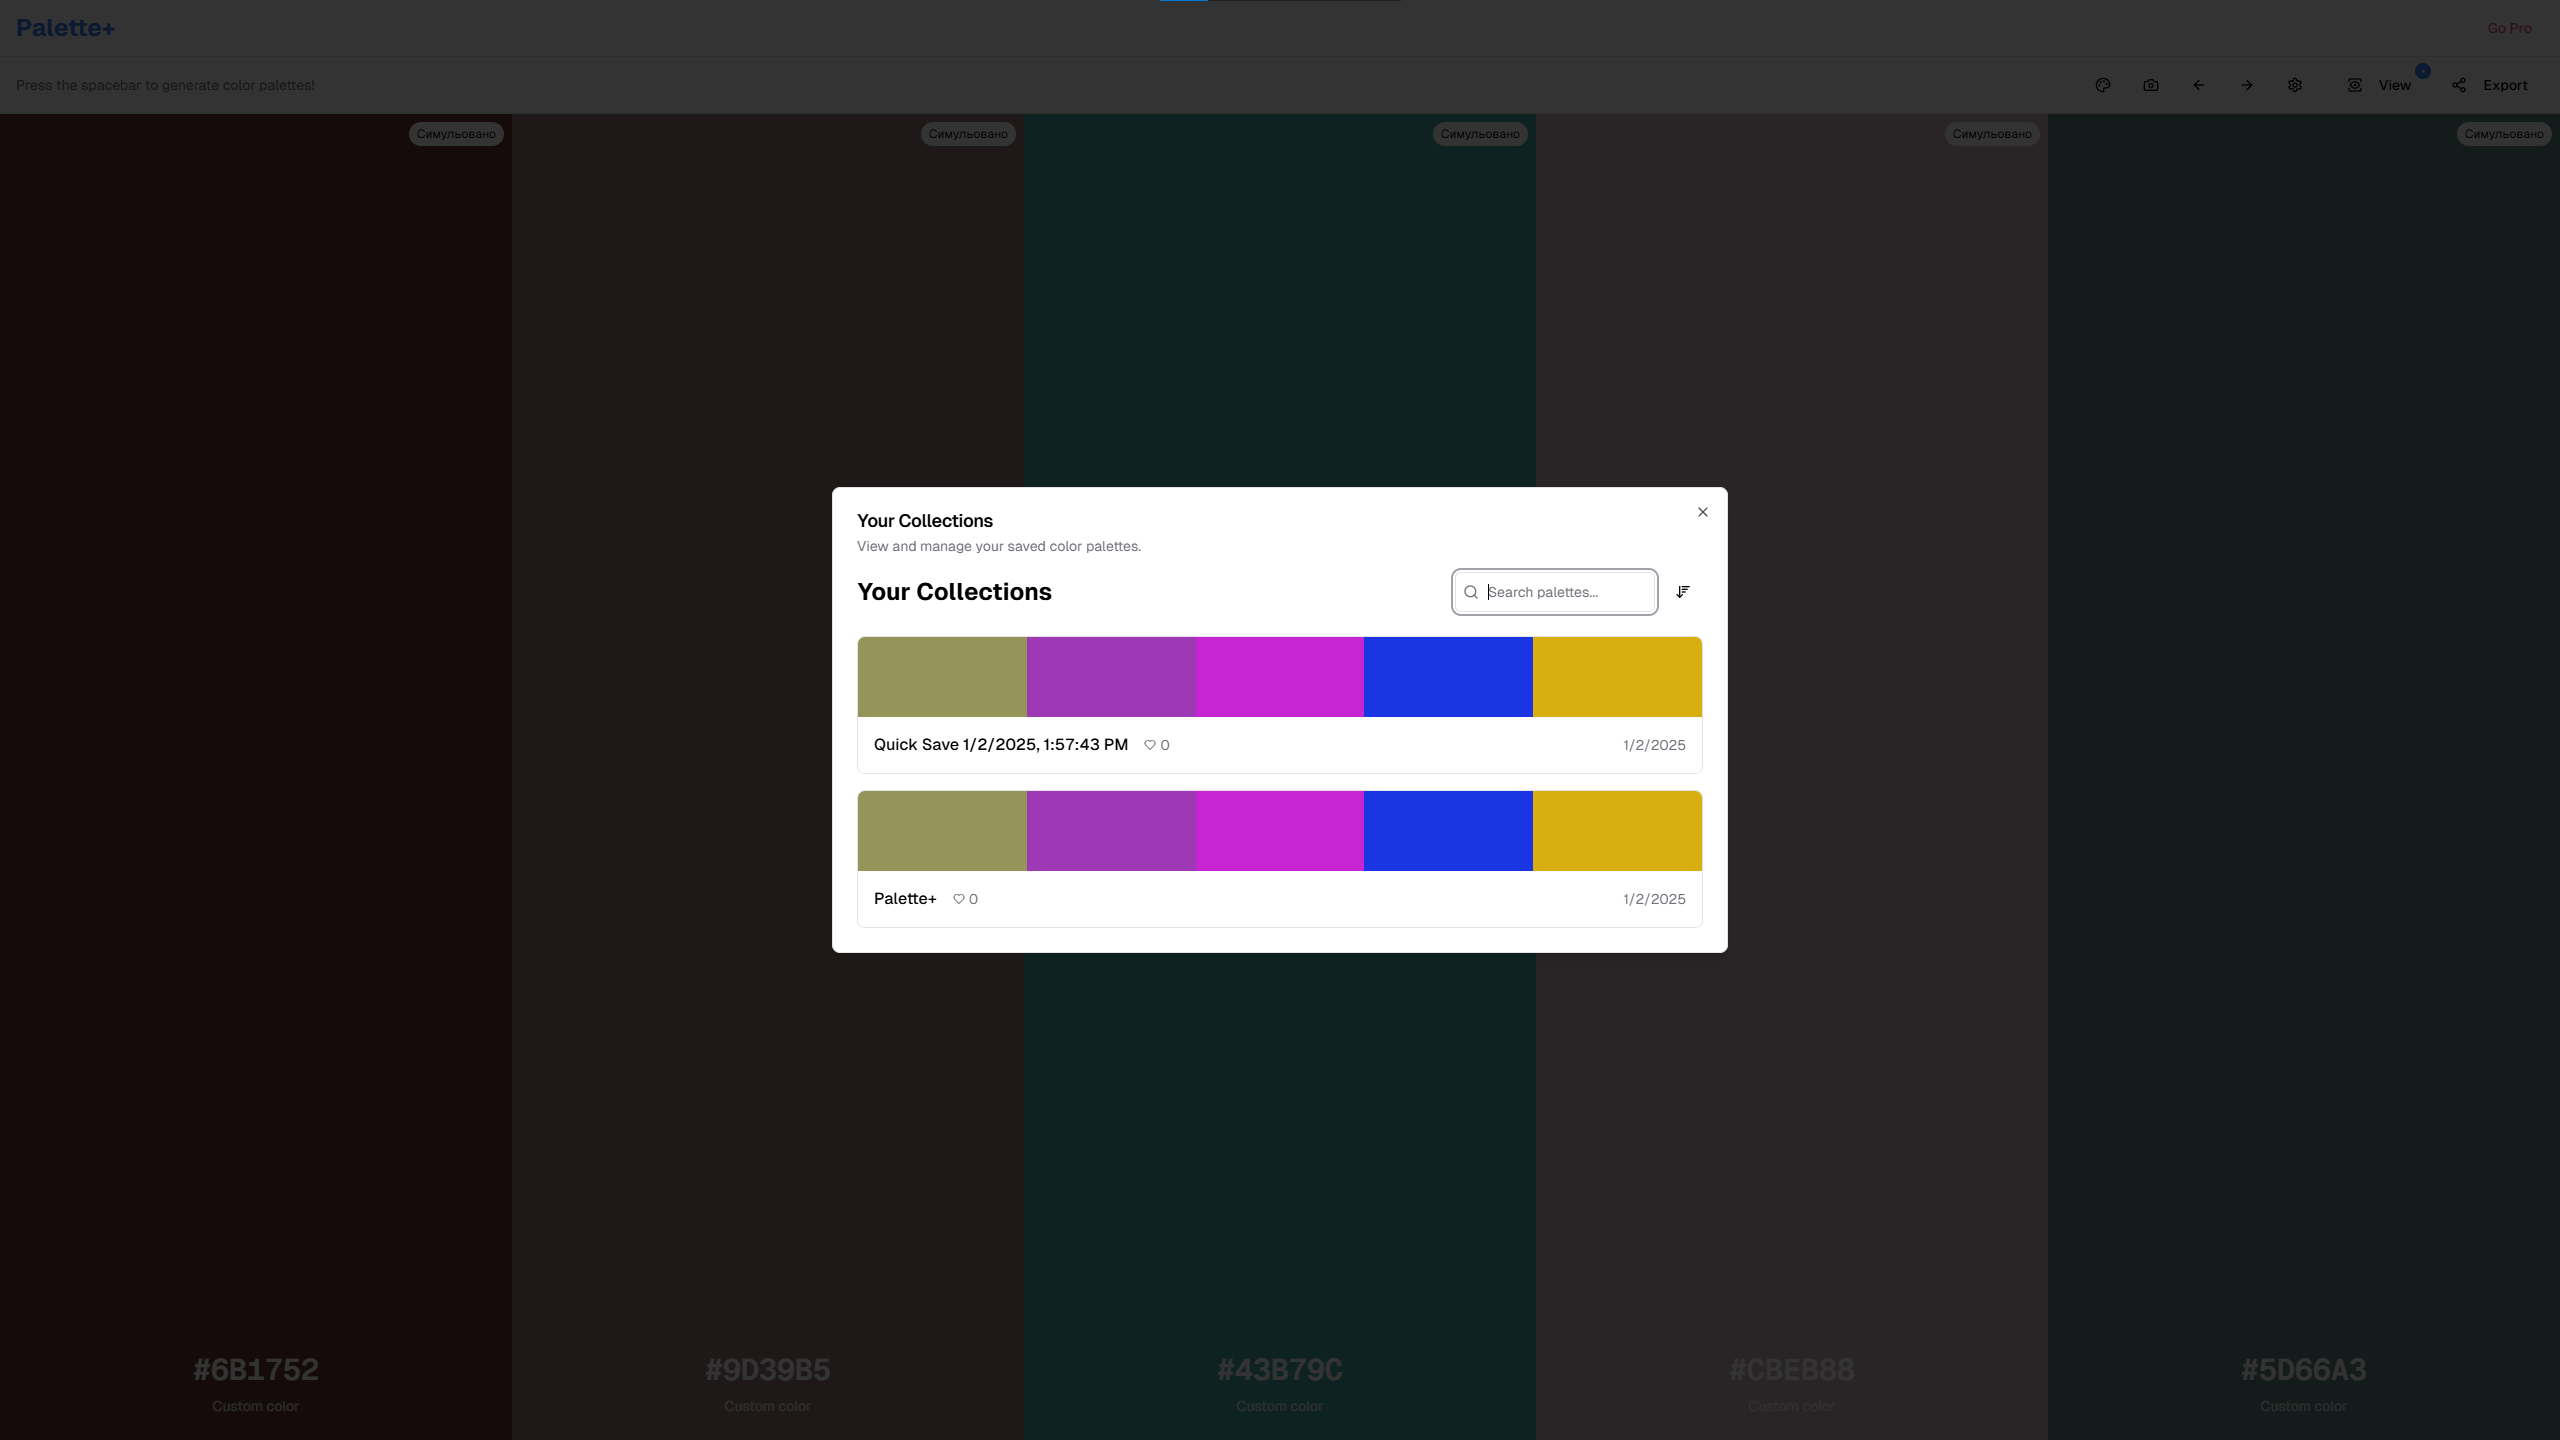 Palette+
Go Pro
Press the spacebar to generate color palettes!
View
Export
Симульовано
Симульовано
Симульовано
Симульовано
Симульовано
Your Collections
View and manage your saved color palettes.
Your Collections
Search palettes...
Quick Save 1/2/2025, 1:57:43 PM
0
1/2/2025
Palette+
0
1/2/2025
#6B1752
#9D39B5
#43B79C
#CBEB88
#5D66A3
Custom color
Custom color
Custom color
Custom color
Custom color